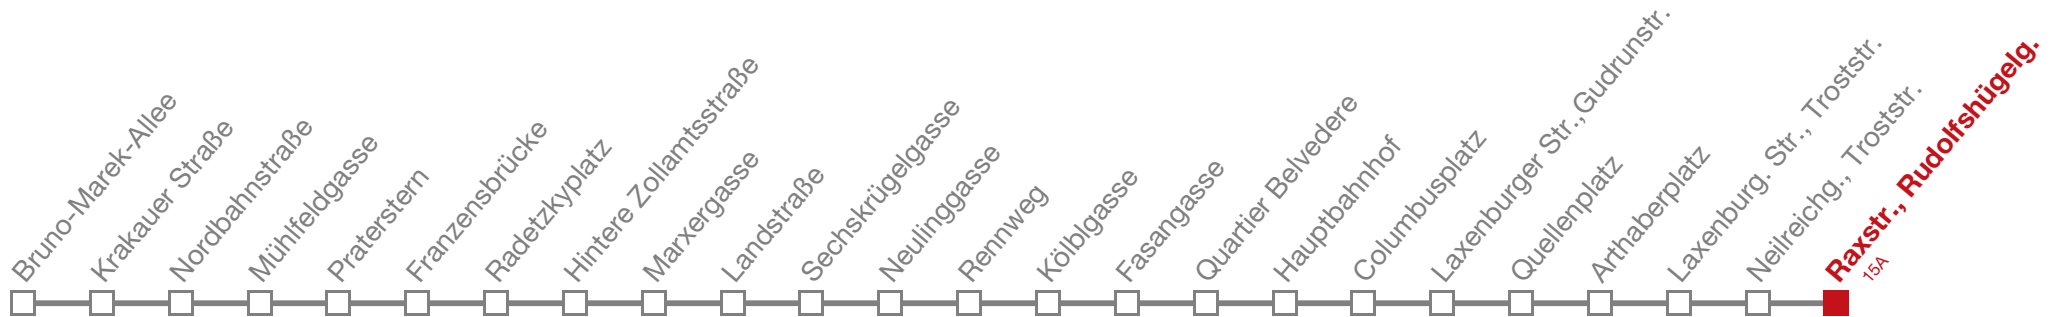 Bruno-Marek-Allee
Krakauer Straße
Nordbahnstraße
Mühlfeldgasse
Praterstern
Franzensbrücke
Radetzkyplatz
Hintere Zollamtsstraße
Marxergasse
Landstraße
Sechskrügelgasse
Neulinggasse
Rennweg
Kölblgasse
Fasangasse
Quartier Belvedere
Hauptbahnhof
Columbusplatz
Laxenburger Str.,Gudrunstr.
Quellenplatz
Arthaberplatz
Laxenburg. Str., Troststr.
Neilreichg., Troststr.
Raxstr., Rudolfshügelg.
15A